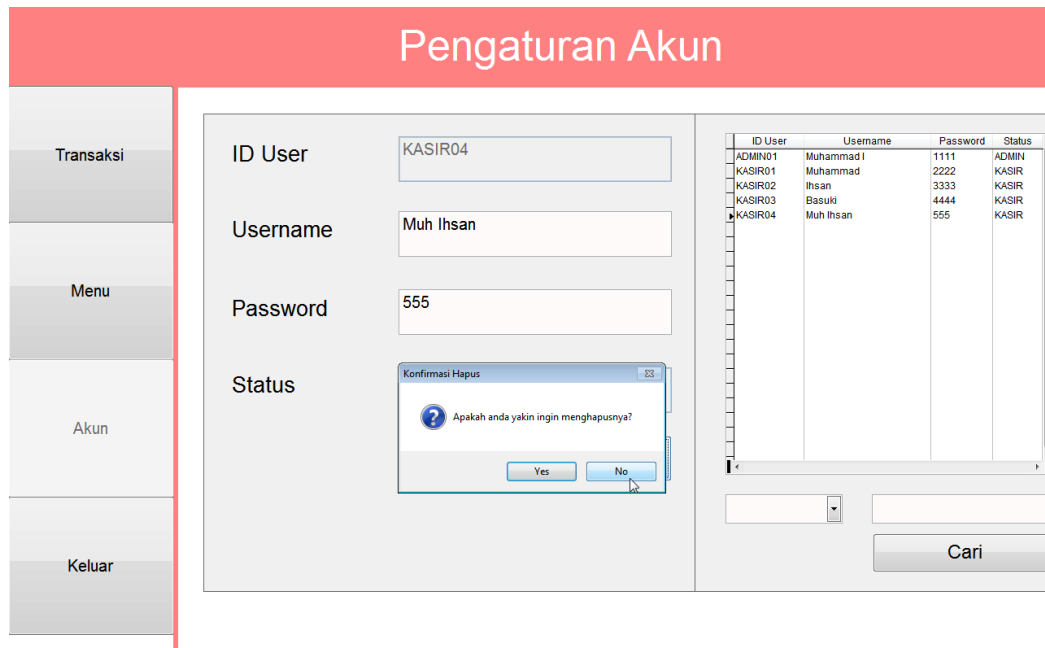 Pengaturan Akun
Transaksi
Menu
Akun
Keluar
ID User
KASIR04
Username
Muh Ihsan
Password
555
Status
Konfirmasi Hapus
Apakah anda yakin ingin menghapusnya?
Yes No
ID User Username Password Status
ADMIN01 Muhammad I 1111 ADMIN
KASIR01 Muhammad 2222 KASIR
KASIR02 Ihsan 3333 KASIR
KASIR03 Basuki 4444 KASIR
KASIR04 Muh Ihsan 555 KASIR
Cari